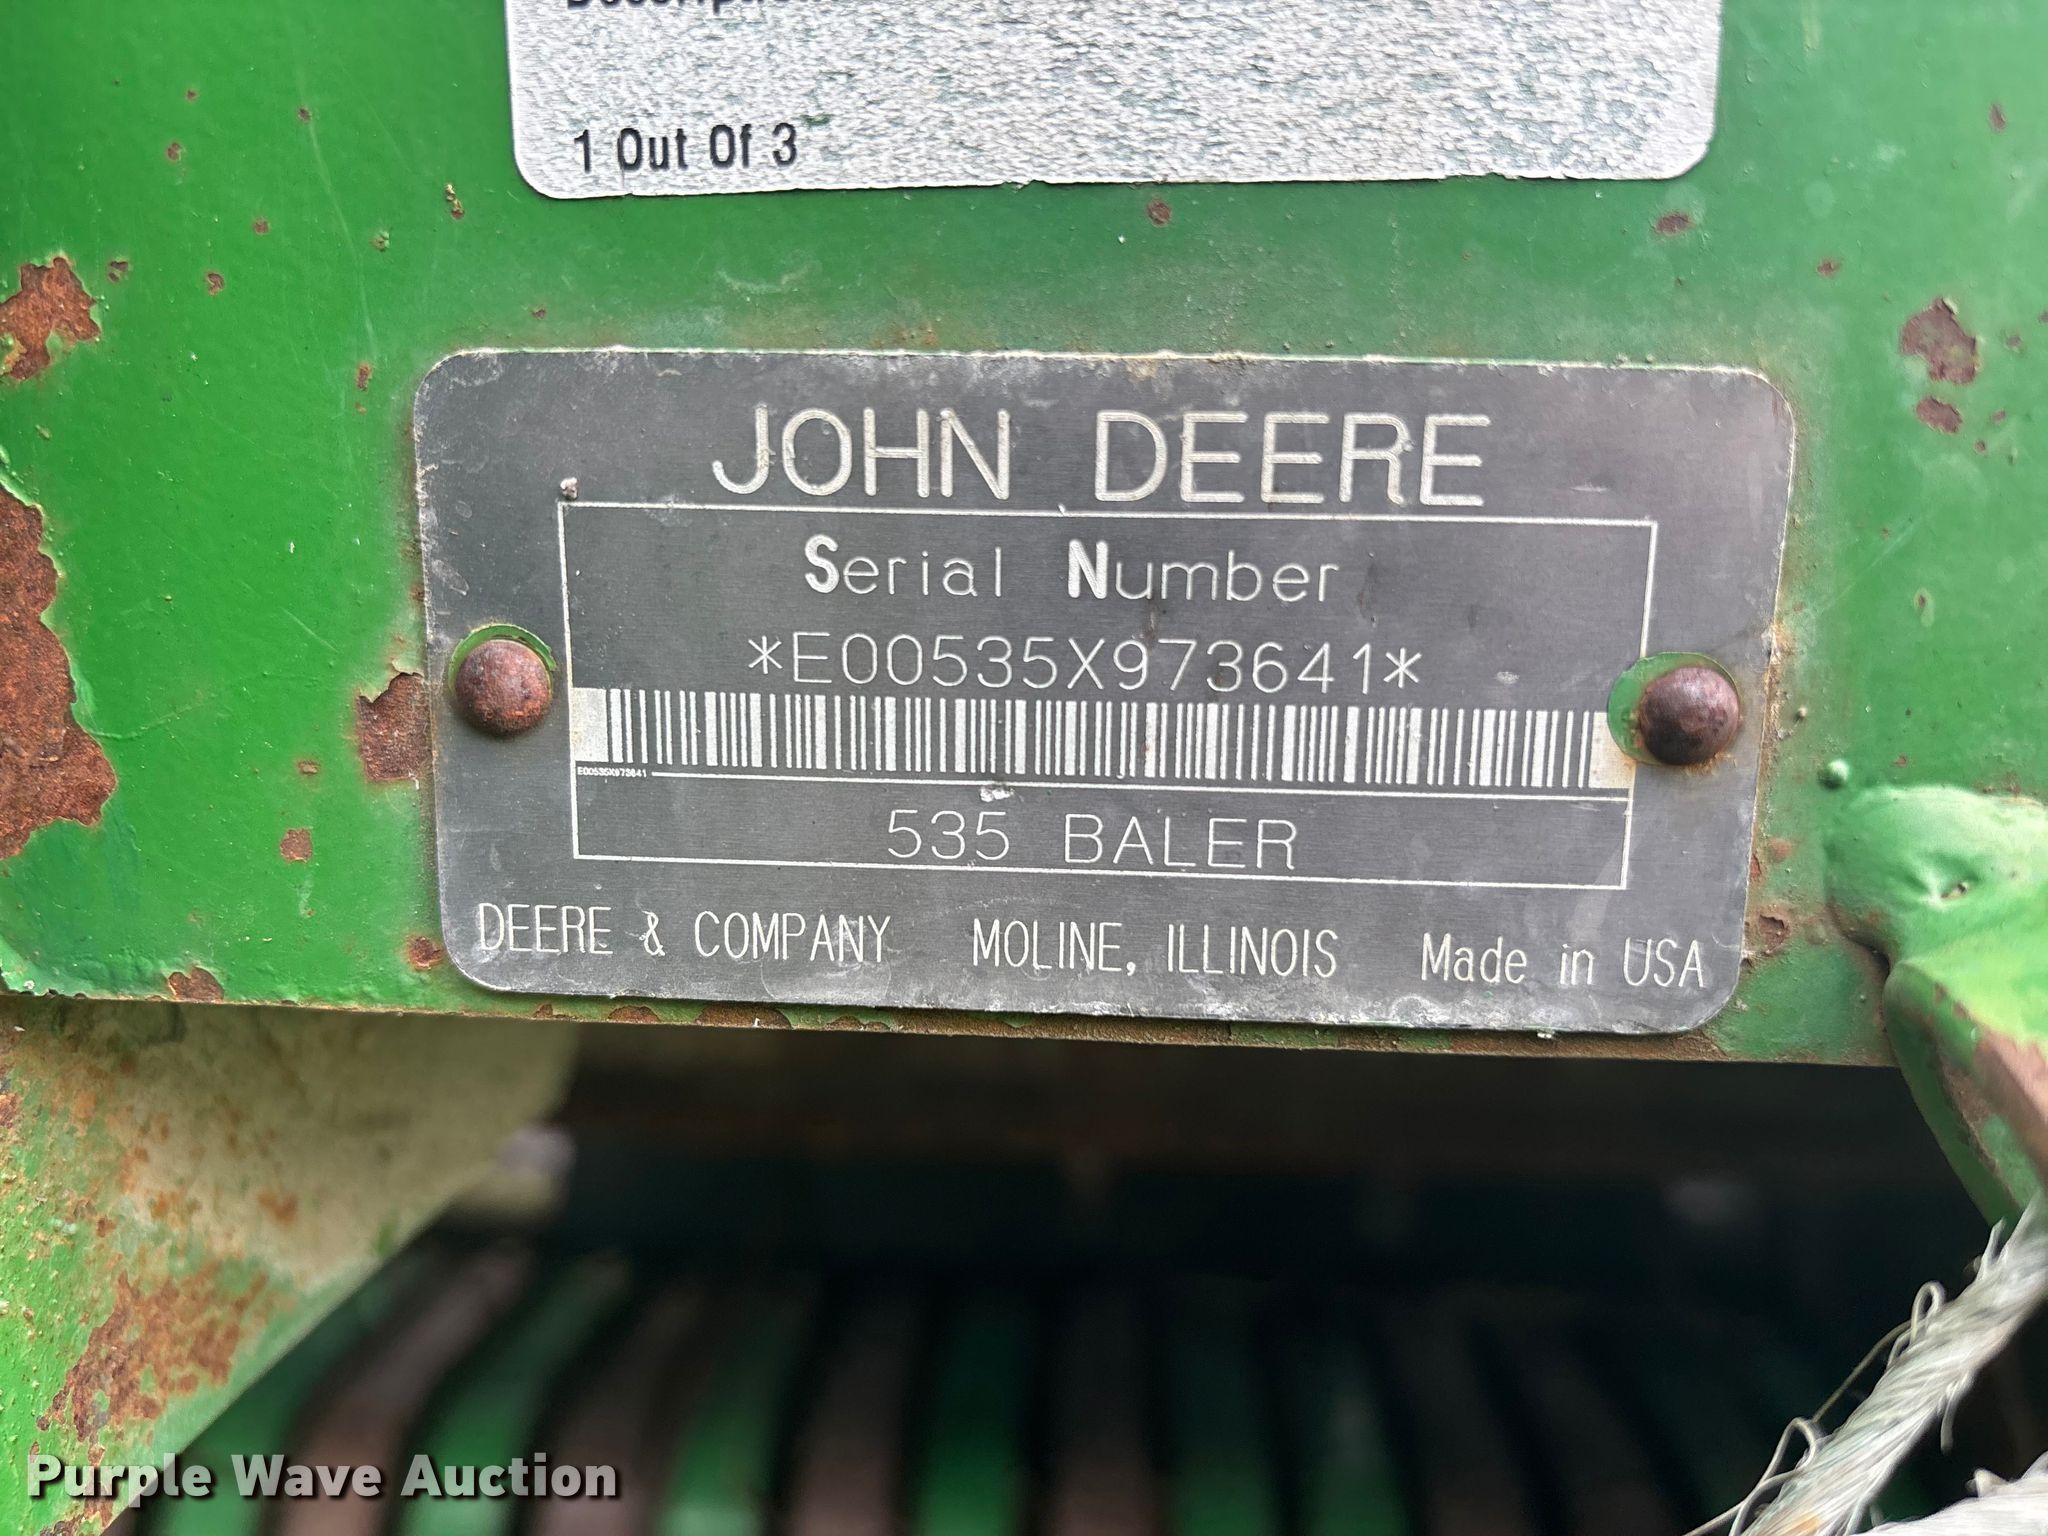 1 Out Of 3
JOHN DEERE
Serial Number
*E00535X973641*
E00535X973641
535 BALER
DEERE & COMPANY MOLINE, ILLINOIS Made in USA
Purple Wave Auction